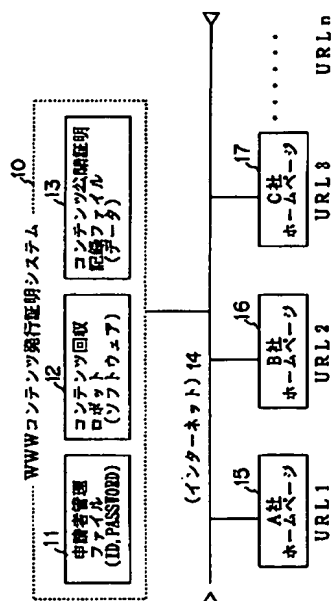 WWWコンテンツ発行証明システム
10
11
申請者管理
ファイル
(ID,PASSWORD)
12
コンテンツ回収
ロボット
(ソフトウェア)
13
コンテンツ公開証明
記録ファイル
(データ)
(インターネット) 14
15
A社
ホームページ
URL1
16
B社
ホームページ
URL2
17
C社
ホームページ
URL3
......
URLn